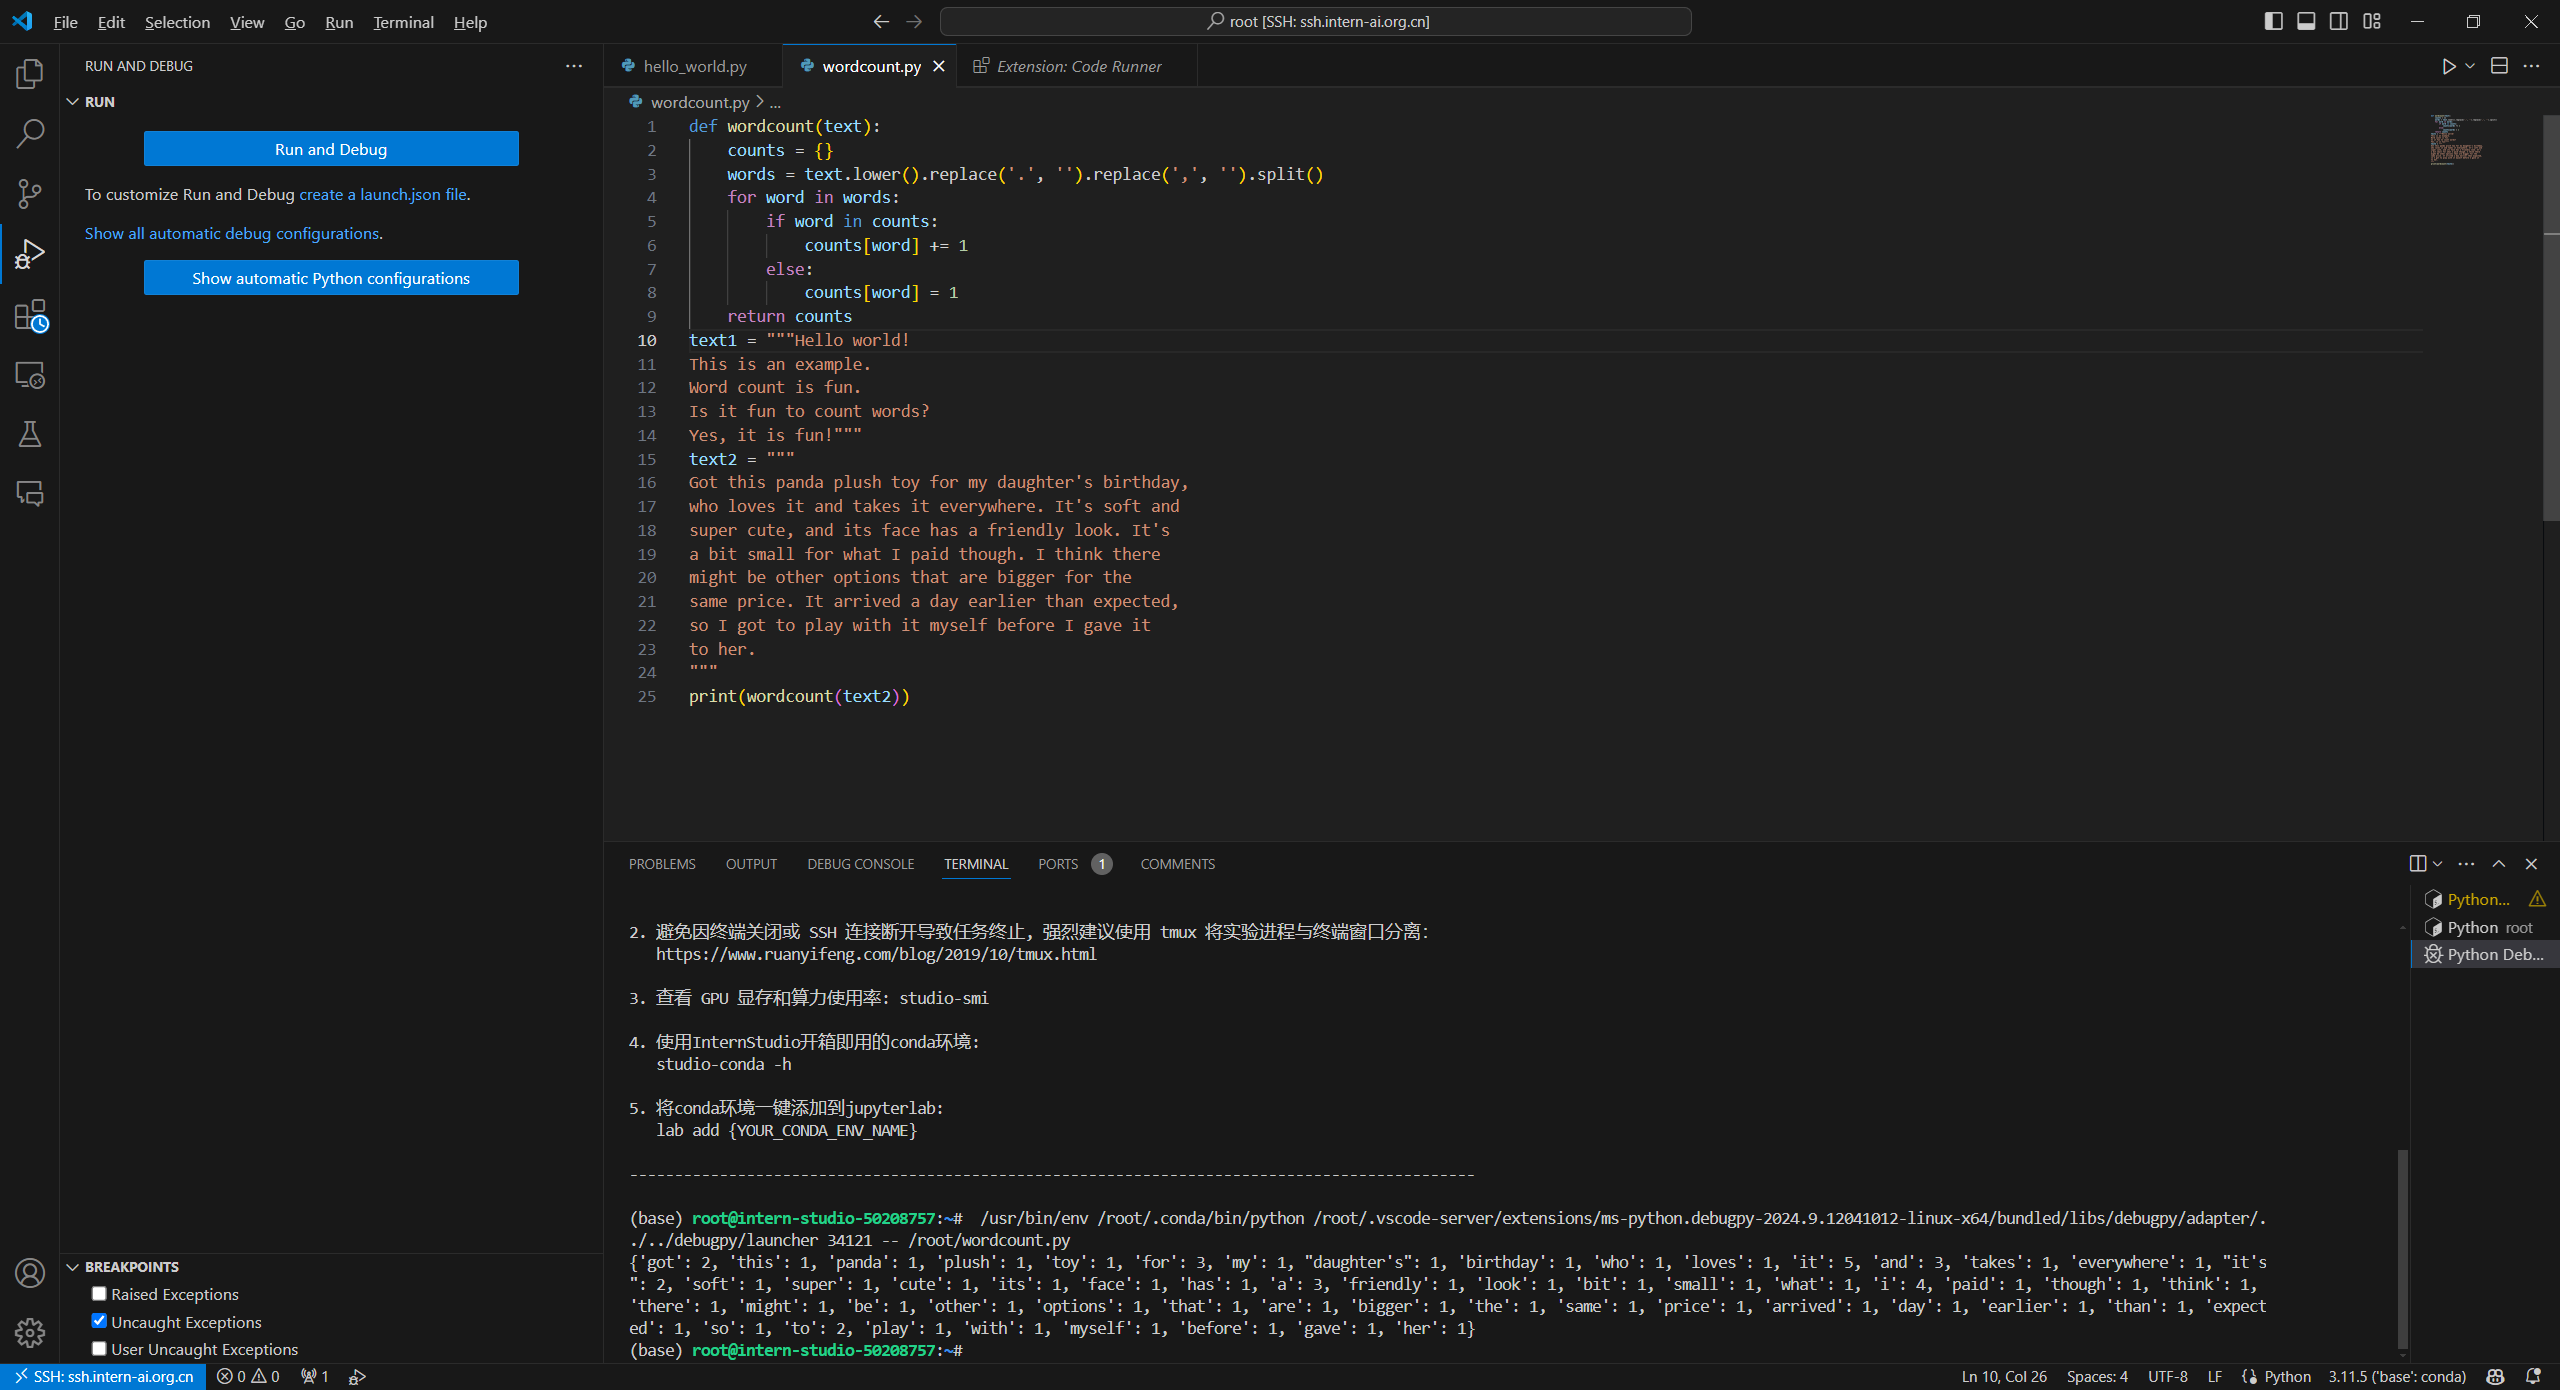 File Edit Selection View Go Run Terminal Help
root [SSH: ssh.intern-ai.org.cn]
RUN AND DEBUG
RUN
Run and Debug
To customize Run and Debug create a launch.json file.
Show all automatic debug configurations.
Show automatic Python configurations
BREAKPOINTS
Raised Exceptions
Uncaught Exceptions
User Uncaught Exceptions
hello_world.py
wordcount.py
Extension: Code Runner
wordcount.py > ...
1 def wordcount(text):
2     counts = {}
3     words = text.lower().replace('.', '').replace(',', '').split()
4     for word in words:
5         if word in counts:
6             counts[word] += 1
7         else:
8             counts[word] = 1
9     return counts
10 text1 = """Hello world!
11 This is an example.
12 Word count is fun.
13 Is it fun to count words?
14 Yes, it is fun!"""
15 text2 = """
16 Got this panda plush toy for my daughter's birthday,
17 who loves it and takes it everywhere. It's soft and
18 super cute, and its face has a friendly look. It's
19 a bit small for what I paid though. I think there
20 might be other options that are bigger for the
21 same price. It arrived a day earlier than expected,
22 so I got to play with it myself before I gave it
23 to her.
24 """
25 print(wordcount(text2))
PROBLEMS OUTPUT DEBUG CONSOLE TERMINAL PORTS 1 COMMENTS
2. 避免因终端关闭或 SSH 连接断开导致任务终止, 强烈建议使用 tmux 将实验进程与终端窗口分离:
https://www.ruanyifeng.com/blog/2019/10/tmux.html
3. 查看 GPU 显存和算力使用率: studio-smi
4. 使用InternStudio开箱即用的conda环境:
studio-conda -h
5. 将conda环境一键添加到jupyterlab:
lab add {YOUR_CONDA_ENV_NAME}
----------------------------------------------------------------------------------------------
(base) root@intern-studio-50208757:~#  /usr/bin/env /root/.conda/bin/python /root/.vscode-server/extensions/ms-python.debugpy-2024.9.12041012-linux-x64/bundled/libs/debugpy/adapter/.
./../debugpy/launcher 34121 -- /root/wordcount.py
{'got': 2, 'this': 1, 'panda': 1, 'plush': 1, 'toy': 1, 'for': 3, 'my': 1, "daughter's": 1, 'birthday': 1, 'who': 1, 'loves': 1, 'it': 5, 'and': 3, 'takes': 1, 'everywhere': 1, "it's
": 2, 'soft': 1, 'super': 1, 'cute': 1, 'its': 1, 'face': 1, 'has': 1, 'a': 3, 'friendly': 1, 'look': 1, 'bit': 1, 'small': 1, 'what': 1, 'i': 4, 'paid': 1, 'though': 1, 'think': 1,
'there': 1, 'might': 1, 'be': 1, 'other': 1, 'options': 1, 'that': 1, 'are': 1, 'bigger': 1, 'the': 1, 'same': 1, 'price': 1, 'arrived': 1, 'day': 1, 'earlier': 1, 'than': 1, 'expect
ed': 1, 'so': 1, 'to': 2, 'play': 1, 'with': 1, 'myself': 1, 'before': 1, 'gave': 1, 'her': 1}
(base) root@intern-studio-50208757:~#
Python...
Python root
Python Deb...
SSH: ssh.intern-ai.org.cn 0 0 1
Ln 10, Col 26 Spaces: 4 UTF-8 LF Python 3.11.5 ('base': conda)